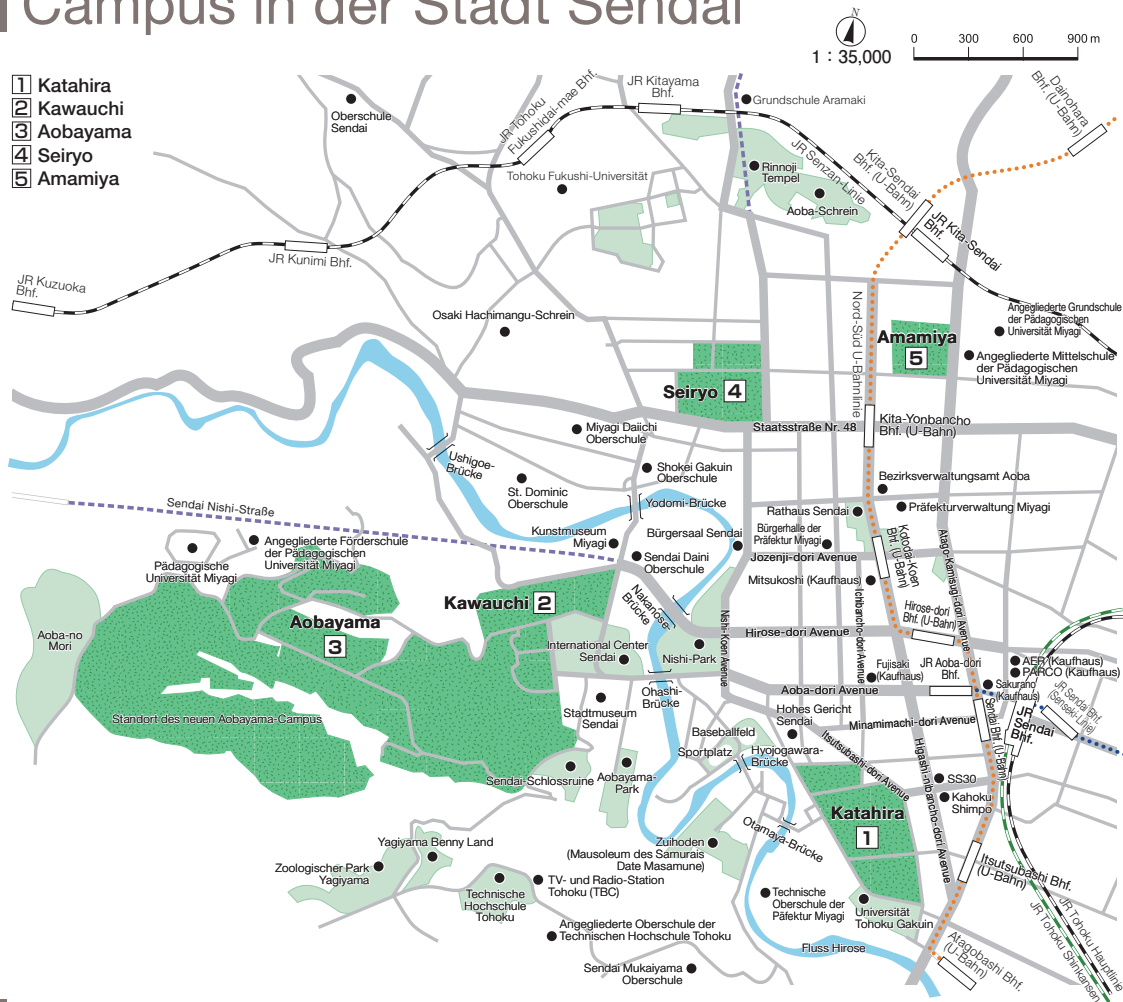 Campus in der Stadt Sendai
N
1 : 35,000
0 300 600 900 m
1 Katahira
2 Kawauchi
3 Aobayama
4 Seiryo
5 Amamiya
Oberschule
Sendai
JR Tohoku
Fukushidai-mae Bhf.
JR Kitayama
Bhf.
Grundschule Aramaki
Dainohara
Bhf. (U-Bahn)
Tohoku Fukushi-Universität
Rinnoji
Tempel
JR Senzan-Linie
Kita-Sendai
Bhf. (U-Bahn)
Aoba-Schrein
JR Kita-Sendai
Bhf.
JR Kunimi Bhf.
JR Kuzuoka
Bhf.
Osaki Hachimangu-Schrein
Nord-Süd U-Bahnlinie
Angegliederte Grundschule
der Pädagogischen
Universität Miyagi
Amamiya
5
Angegliederte Mittelschule
der Pädagogischen
Universität Miyagi
Seiryo 4
Staatsstraße Nr. 48
Kita-Yonbancho
Bhf. (U-Bahn)
Miyagi Daiichi
Oberschule
Ushigoe-
Brücke
Shokei Gakuin
Oberschule
St. Dominic
Oberschule
Yodomi-Brücke
Bezirksverwaltungsamt Aoba
Rathaus Sendai
Präfekturverwaltung Miyagi
Sendai Nishi-Straße
Kunstmuseum
Miyagi
Bürgersaal Sendai
Bürgerhalle der
Präfektur Miyagi
Kotoda-Koen
Bhf. (U-Bahn)
Atago-Kamisugi-dori Avenue
Angegliederte Förderschule
der Pädagogischen
Universität Miyagi
Pädagogische
Universität Miyagi
Sendai Daini
Oberschule
Jozenji-dori Avenue
Mitsukoshi (Kaufhaus)
Kawauchi 2
Nakanose-
Brücke
Nishi-Koen Avenue
Ichibancho-dori Avenue
Hirose-dori
Bhf. (U-Bahn)
Aobayama
3
Aoba-no
Mori
Hirose-dori Avenue
International Center
Sendai
Nishi-Park
Fujisaki
(Kaufhaus)
JR Aoba-dori
Bhf.
AER (Kaufhaus)
PARCO (Kaufhaus)
Sakurano
(Kaufhaus)
JR Sendai Bhf.
(Senseki-Linie)
Aoba-dori Avenue
Ohashi-
Brücke
Stadtmuseum
Sendai
Standort des neuen Aobayama-Campus
Hohes Gericht
Sendai
Minamimachi-dori Avenue
Sendai Bhf. (U-Bahn)
JR
Sendai
Bhf.
Baseballfeld
Sportplatz
Hyojogawara-
Brücke
Itsutsubashi-dori Avenue
Higashi-nibancho-dori Avenue
Sendai-Schlossruine
Aobayama-
Park
SS30
Kahoku
Shimpo
Katahira
1
Otamaya-Brücke
Yagiyama Benny Land
Zuihoden
(Mausoleum des Samurais
Date Masamune)
Zoologischer Park
Yagiyama
TV- und Radio-Station
Tohoku (TBC)
Technische
Hochschule
Tohoku
Itsutsubashi Bhf.
(U-Bahn)
Technische
Oberschule der
Päfektur Miyagi
Universität
Tohoku Gakuin
Angegliederte Oberschule der
Technischen Hochschule Tohoku
Fluss Hirose
Atagobashi Bhf.
(U-Bahn)
JR Tohoku Hauptlinie
JR Tohoku Shinkansen
Sendai Mukaiyama
Oberschule